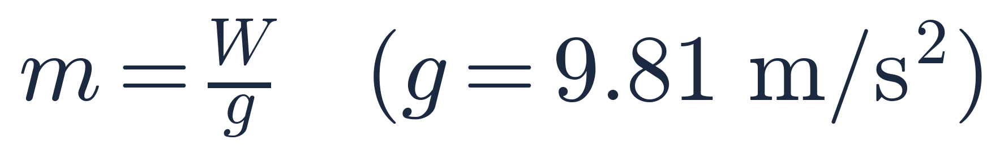 m = W/g (g = 9.81 m/s²)